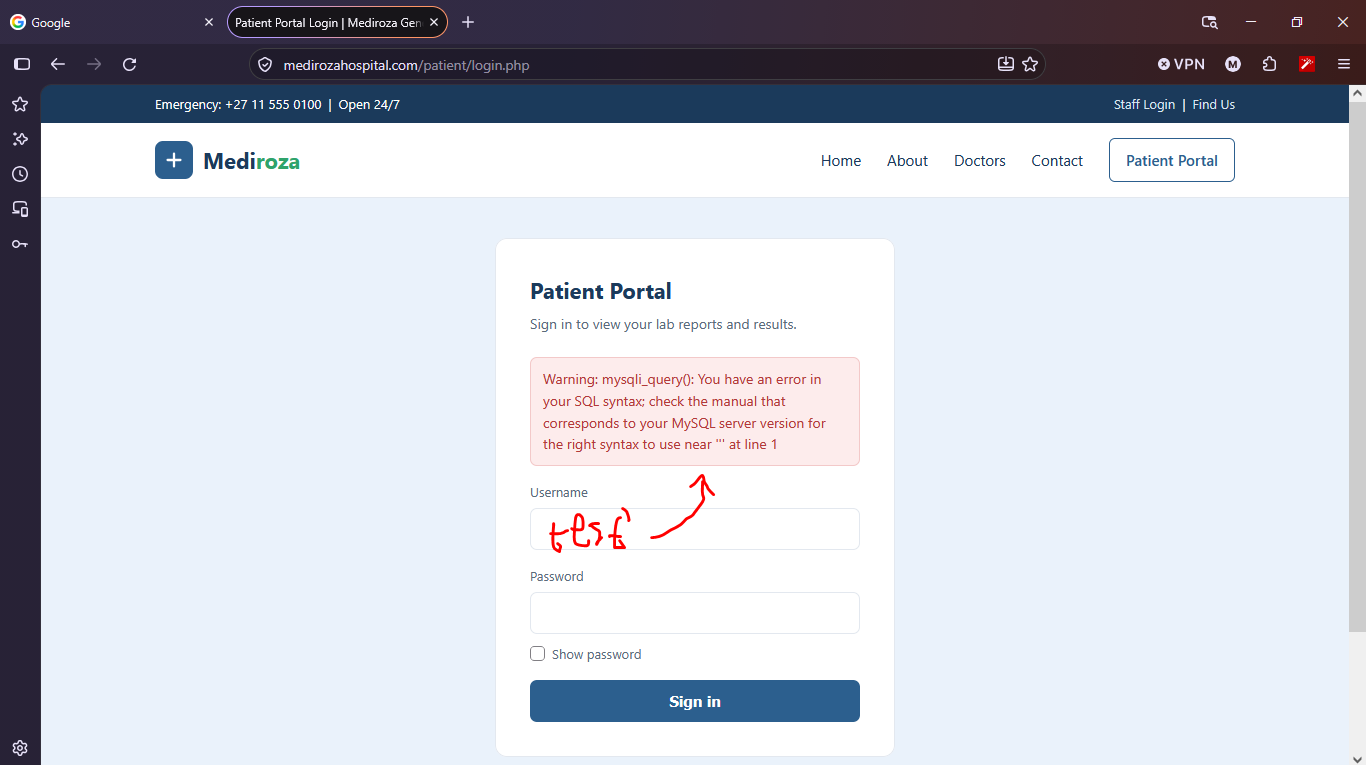 Google
Patient Portal Login | Mediroza Gen
VPN
M
medirozahospital.com/patient/login.php
Emergency: +27 11 555 0100 | Open 24/7
Staff Login | Find Us
Mediroza
Home
About
Doctors
Contact
Patient Portal
Patient Portal
Sign in to view your lab reports and results.
Warning: mysqli_query(): You have an error in
your SQL syntax; check the manual that
corresponds to your MySQL server version for
the right syntax to use near ''' at line 1
Username
test'
Password
Show password
Sign in